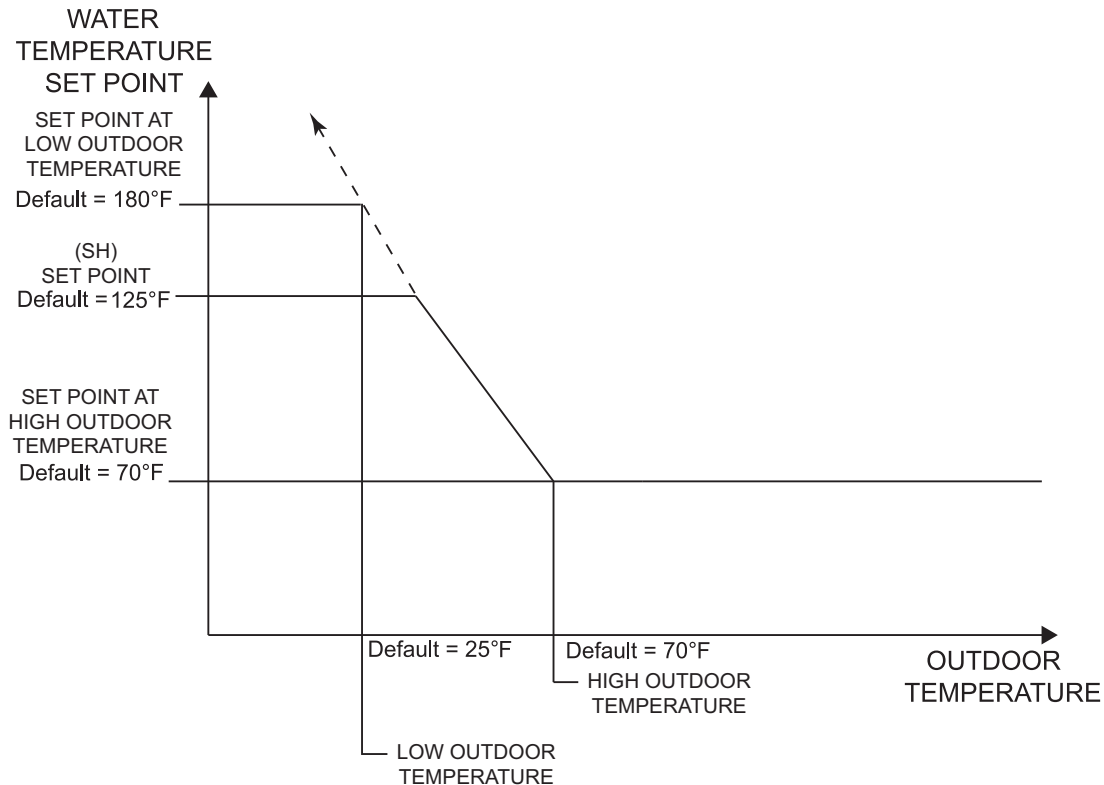 WATER
TEMPERATURE
SET POINT
SET POINT AT
LOW OUTDOOR
TEMPERATURE
Default = 180°F
(SH)
SET POINT
Default = 125°F
SET POINT AT
HIGH OUTDOOR
TEMPERATURE
Default = 70°F
Default = 25°F
Default = 70°F
OUTDOOR
TEMPERATURE
HIGH OUTDOOR
TEMPERATURE
LOW OUTDOOR
TEMPERATURE